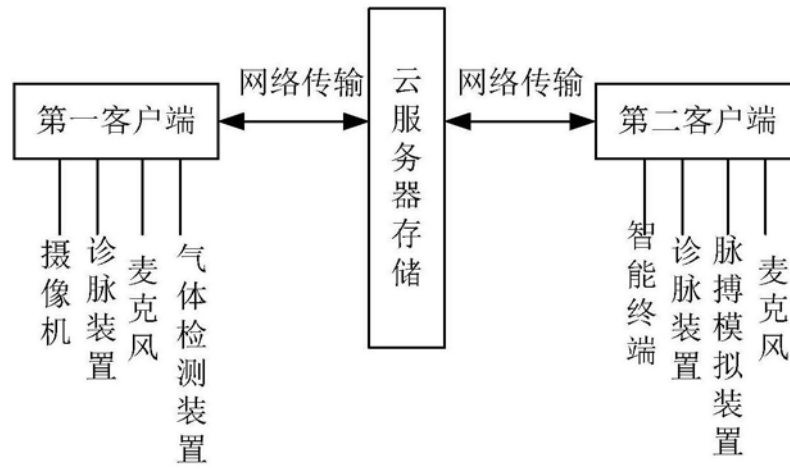 网络传输
网络传输
第一客户端
云服务器存储
第二客户端
摄像机
诊脉装置
麦克风
气体检测装置
智能终端
诊脉装置
脉搏模拟装置
麦克风